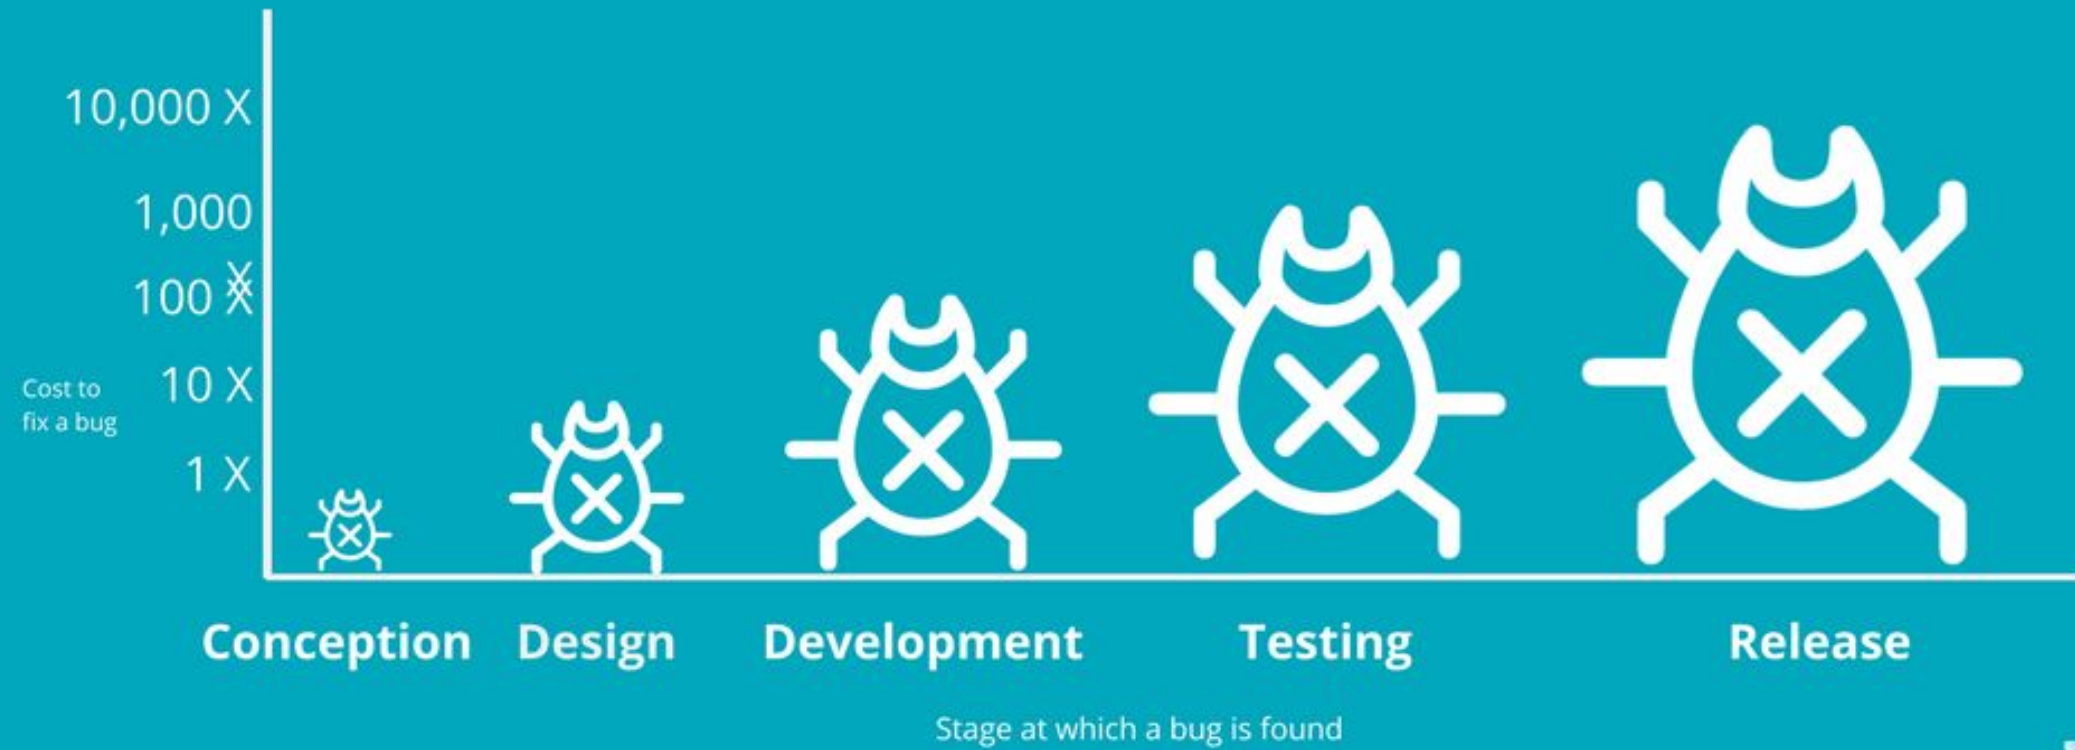 10,000 X
1,000
X
100 X
10 X
Cost to
fix a bug
1 X
Conception Design Development Testing Release
Stage at which a bug is found